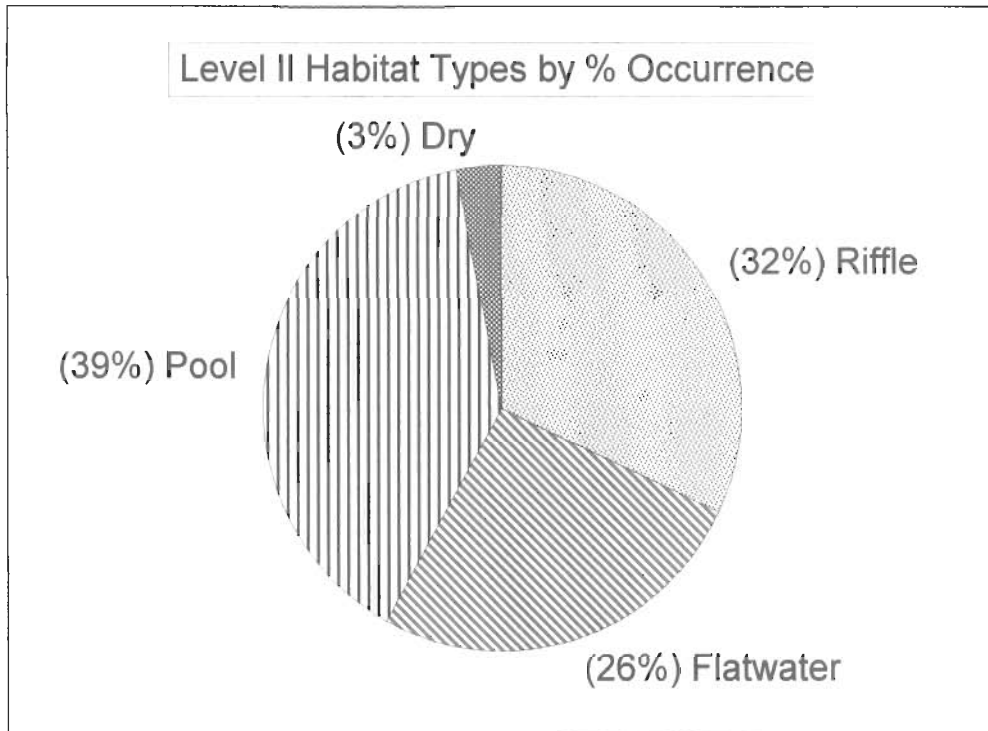 Level II Habitat Types by % Occurrence
(3%) Dry
(32%) Riffle
(39%) Pool
(26%) Flatwater